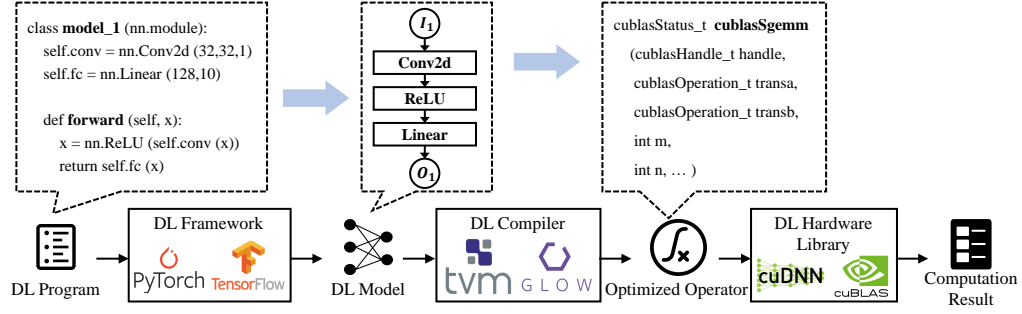 class model_1 (nn.module):
self.conv = nn.Conv2d (32,32,1)
self.fc = nn.Linear (128,10)
def forward (self, x):
x = nn.ReLU (self.conv (x))
return self.fc (x)
I1
Conv2d
ReLU
Linear
O1
cublasStatus_t cublasSgemm
(cublasHandle_t handle,
cublasOperation_t transa,
cublasOperation_t transb,
int m,
int n, … )
DL Program
DL Framework
PyTorch
TensorFlow
DL Model
DL Compiler
tvm
GLOW
fx
Optimized Operator
DL Hardware
Library
cuDNN
cuBLAS
Computation
Result